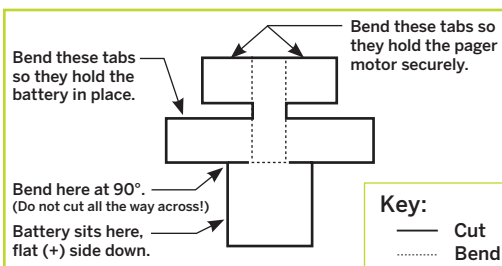 Bend these tabs so
they hold the pager
motor securely.
Bend these tabs
so they hold the
battery in place.
Bend here at 90°.
(Do not cut all the way across!)
Battery sits here,
flat (+) side down.
Key:
Cut
Bend